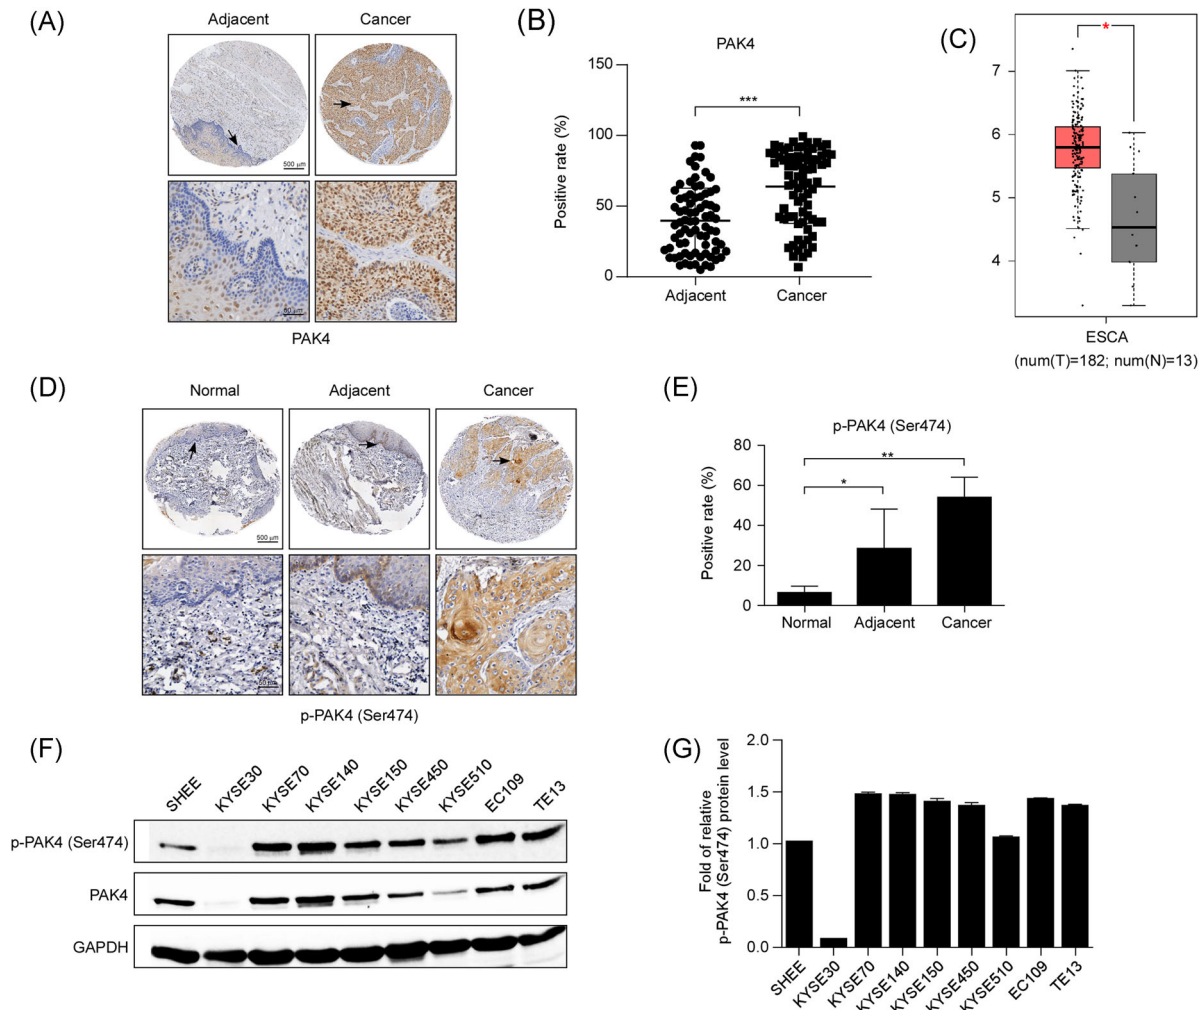 (A)
Adjacent
Cancer
500 μm
50 μm
PAK4
(B)
PAK4
150
100
50
0
Positive rate (%)
***
Adjacent
Cancer
(C)
*
7
6
5
4
ESCA
(num(T)=182; num(N)=13)
(D)
Normal
Adjacent
Cancer
500 μm
50 μm
p-PAK4 (Ser474)
(E)
p-PAK4 (Ser474)
80
60
40
20
0
Positive rate (%)
*
**
Normal
Adjacent
Cancer
(F)
SHEE
KYSE30
KYSE70
KYSE140
KYSE150
KYSE450
KYSE510
EC109
TE13
p-PAK4 (Ser474)
PAK4
GAPDH
(G)
Fold of relative
p-PAK4 (Ser474) protein level
2.0
1.5
1.0
0.5
0.0
SHEE
KYSE30
KYSE70
KYSE140
KYSE150
KYSE450
KYSE510
EC109
TE13